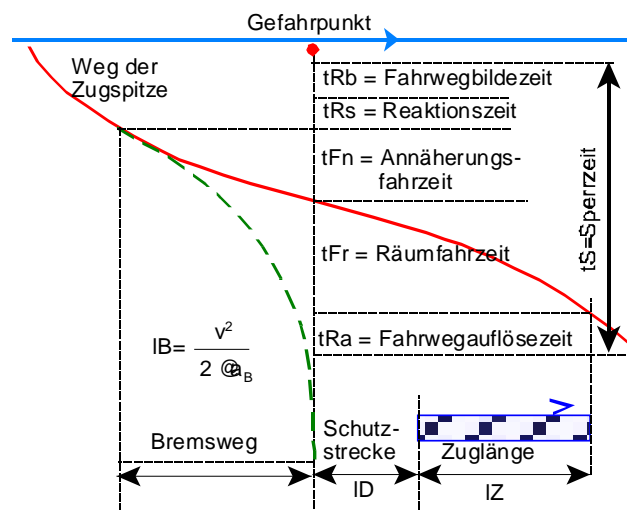 Gefahrpunkt
Weg der
Zugspitze
tRb = Fahrwegbildezeit
tRs = Reaktionszeit
tFn = Annäherungs-
fahrzeit
tS=Sperrzeit
tFr = Räumfahrzeit
tRa = Fahrwegauflösezeit
lB= v²
2 @a_B
Bremsweg
Schutz-
strecke
Zuglänge
lD
lZ